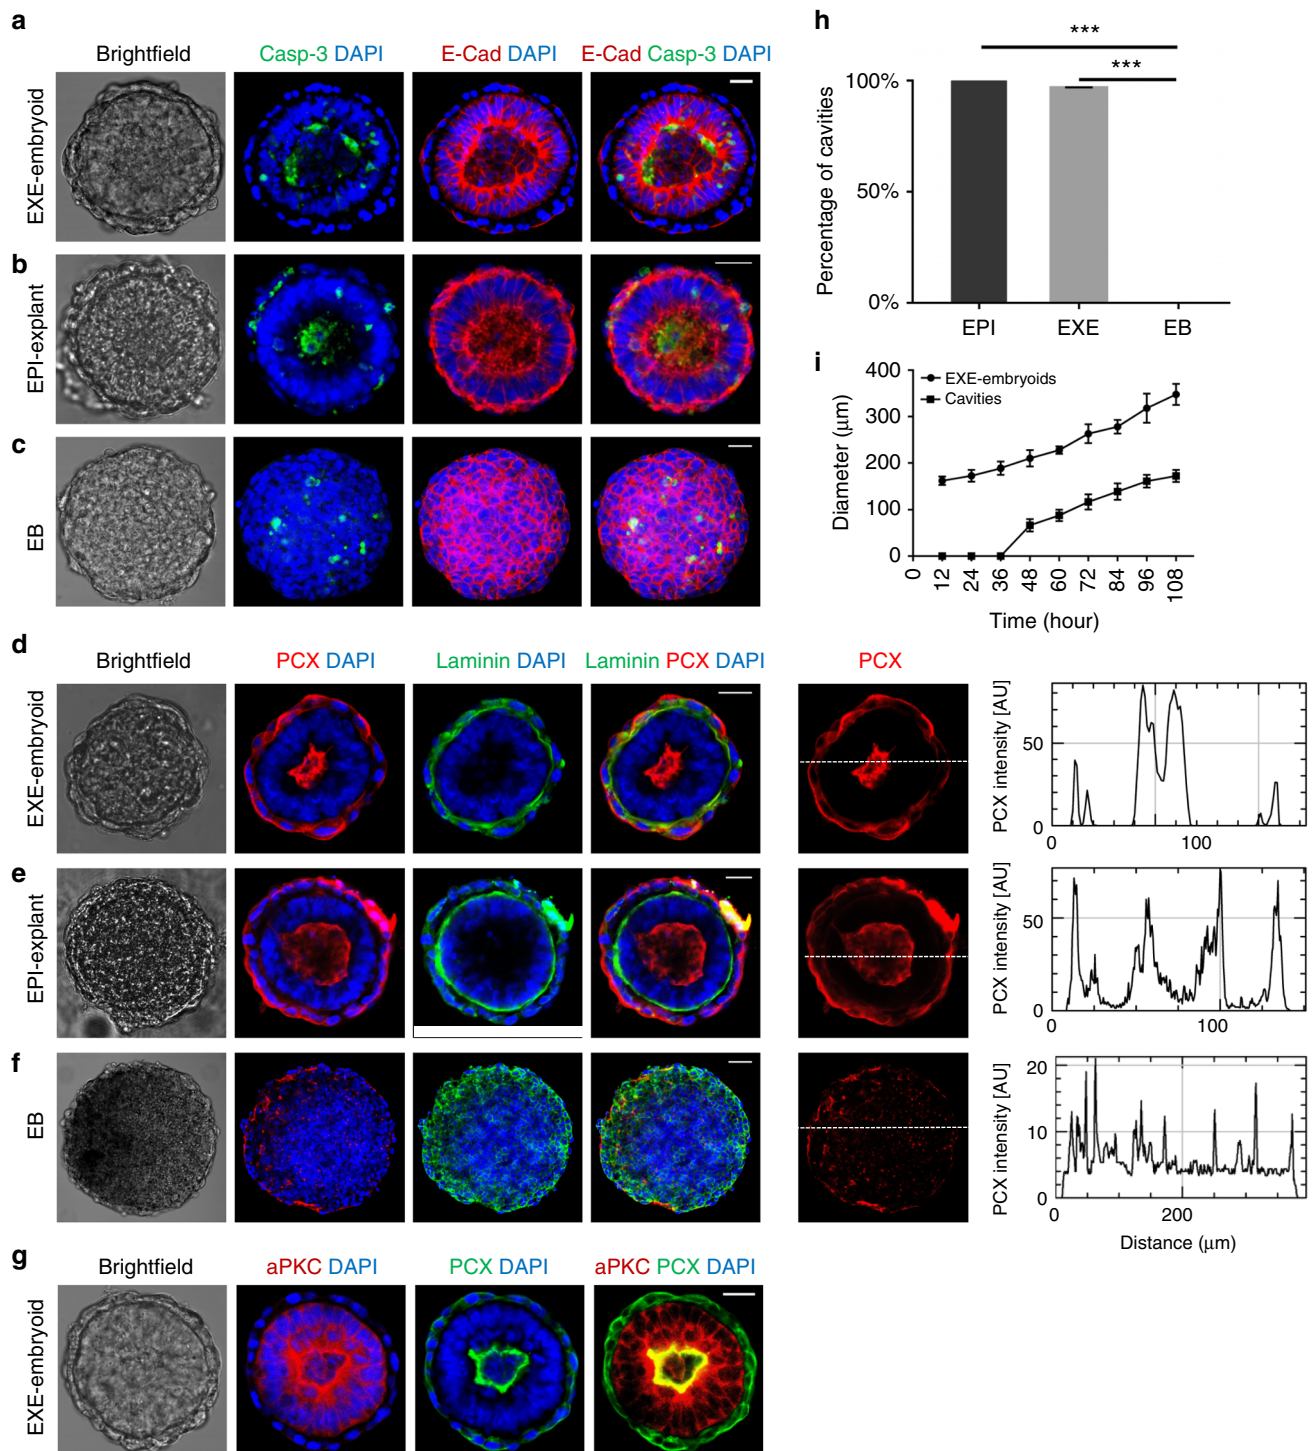 a
Brightfield
Casp-3 DAPI
E-Cad DAPI
E-Cad Casp-3 DAPI
EXE-embryoid
b
EPI-explant
c
EB
h
***
***
100%
50%
0%
Percentage of cavities
EPI
EXE
EB
i
400
300
200
100
0
Diameter (μm)
EXE-embryoids
Cavities
0
12
24
36
48
60
72
84
96
108
Time (hour)
d
Brightfield
PCX DAPI
Laminin DAPI
Laminin PCX DAPI
PCX
EXE-embryoid
PCX intensity [AU]
50
0
0
100
e
EPI-explant
PCX intensity [AU]
50
0
0
100
f
EB
PCX intensity [AU]
20
10
0
0
200
Distance (μm)
g
Brightfield
aPKC DAPI
PCX DAPI
aPKC PCX DAPI
EXE-embryoid